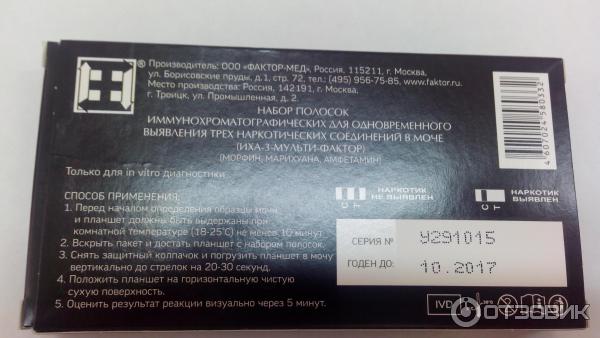 Производитель: ООО «ФАКТОР-МЕД», Россия, 115211, г. Москва,
ул. Борисовские пруды, д.1, стр. 72, тел.: (495) 956-75-85, www.faktor.ru.
Место производства: Россия, 142191, г. Москва,
г. Троицк, ул. Промышленная, д. 2.
НАБОР ПОЛОСОК
ИММУНОХРОМАТОГРАФИЧЕСКИХ ДЛЯ ОДНОВРЕМЕННОГО
ВЫЯВЛЕНИЯ ТРЕХ НАРКОТИЧЕСКИХ СОЕДИНЕНИЙ В МОЧЕ
(ИХА-3-МУЛЬТИ-ФАКТОР)
(МОРФИН, МАРИХУАНА, АМФЕТАМИН)
Только для in vitro диагностики
СПОСОБ ПРИМЕНЕНИЯ:
1. Перед началом определения образцы мочи
и планшет должны быть выдержаны при
комнатной температуре (18-25°С) не менее 10 минут.
2. Вскрыть пакет и достать планшет с набором полосок.
3. Снять защитный колпачок и погрузить планшет в мочу
вертикально до стрелок на 20-30 секунд.
4. Положить планшет на горизонтальную чистую
сухую поверхность.
5. Оценить результат реакции визуально через 5 минут.
НАРКОТИК
НЕ ВЫЯВЛЕН
С Т
НАРКОТИК
ВЫЯВЛЕН
С Т
СЕРИЯ № У291015
ГОДЕН ДО: 10.2017
IVD
4 607024 580332
ОТЗОВИК